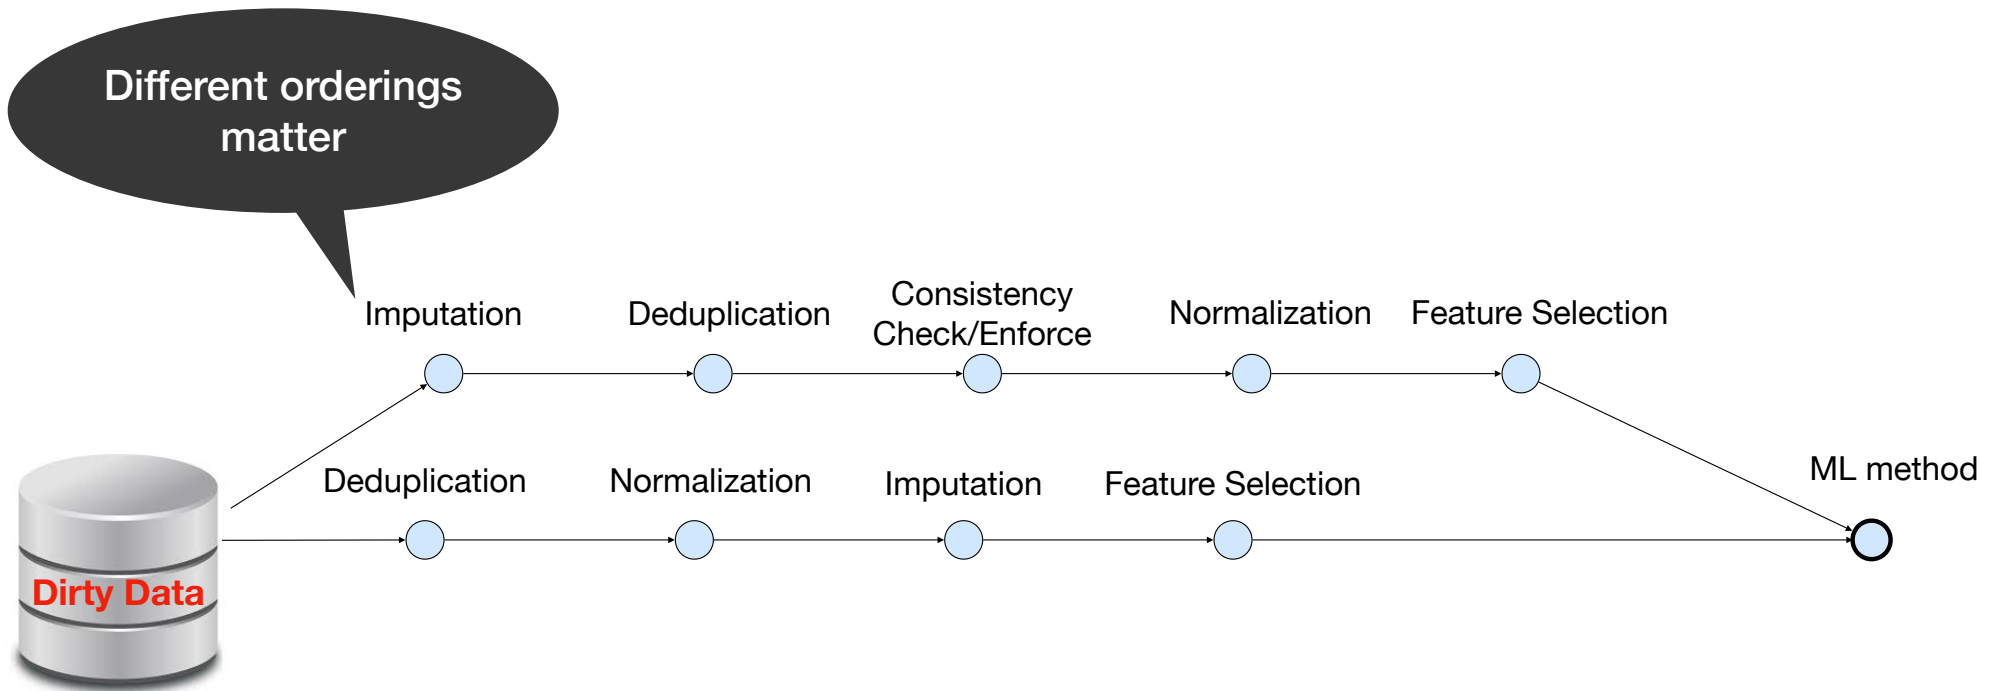 Different orderings
matter
Imputation
Deduplication
Consistency
Check/Enforce
Normalization
Feature Selection
Deduplication
Normalization
Imputation
Feature Selection
ML method
Dirty Data